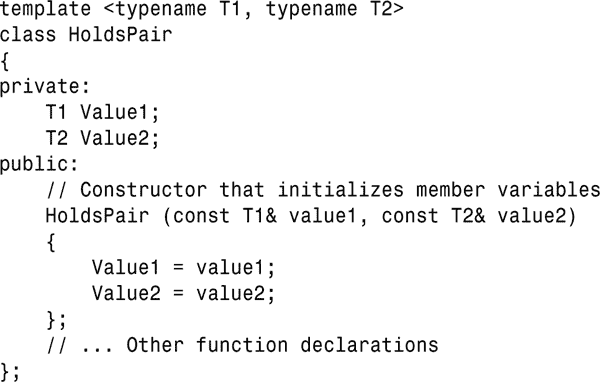 template <typename T1, typename T2>
class HoldsPair
{
private:
    T1 Value1;
    T2 Value2;
public:
    // Constructor that initializes member variables
    HoldsPair (const T1& value1, const T2& value2)
    {
        Value1 = value1;
        Value2 = value2;
    };
    // ... Other function declarations
};